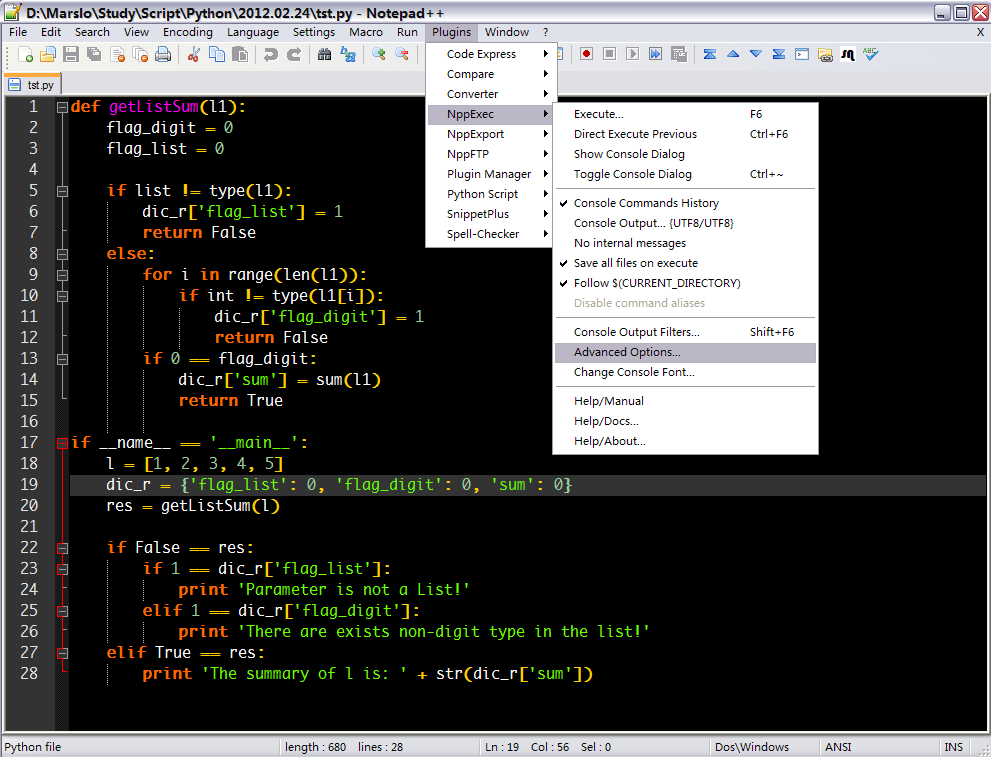 D:\Marslo\Study\Script\Python\2012.02.24\tst.py - Notepad++
File Edit Search View Encoding Language Settings Macro Run Plugins Window ? X
tst.py
1 def getListSum(l1):
2 flag_digit = 0
3 flag_list = 0
4
5 if list != type(l1):
6 dic_r['flag_list'] = 1
7 return False
8 else:
9 for i in range(len(l1)):
10 if int != type(l1[i]):
11 dic_r['flag_digit'] = 1
12 return False
13 if 0 == flag_digit:
14 dic_r['sum'] = sum(l1)
15 return True
16
17 if __name__ == '__main__':
18 l = [1, 2, 3, 4, 5]
19 dic_r = {'flag_list': 0, 'flag_digit': 0, 'sum': 0}
20 res = getListSum(l)
21
22 if False == res:
23 if 1 == dic_r['flag_list']:
24 print 'Parameter is not a List!'
25 elif 1 == dic_r['flag_digit']:
26 print 'There are exists non-digit type in the list!'
27 elif True == res:
28 print 'The summary of l is: ' + str(dic_r['sum'])
Code Express
Compare
Converter
NppExec
NppExport
NppFTP
Plugin Manager
Python Script
SnippetPlus
Spell-Checker
Execute... F6
Direct Execute Previous Ctrl+F6
Show Console Dialog
Toggle Console Dialog Ctrl+~
Console Commands History
Console Output... {UTF8/UTF8}
No internal messages
Save all files on execute
Follow $(CURRENT_DIRECTORY)
Disable command aliases
Console Output Filters... Shift+F6
Advanced Options...
Change Console Font...
Help/Manual
Help/Docs...
Help/About...
Python file length : 680 lines : 28 Ln : 19 Col : 56 Sel : 0 Dos\Windows ANSI INS